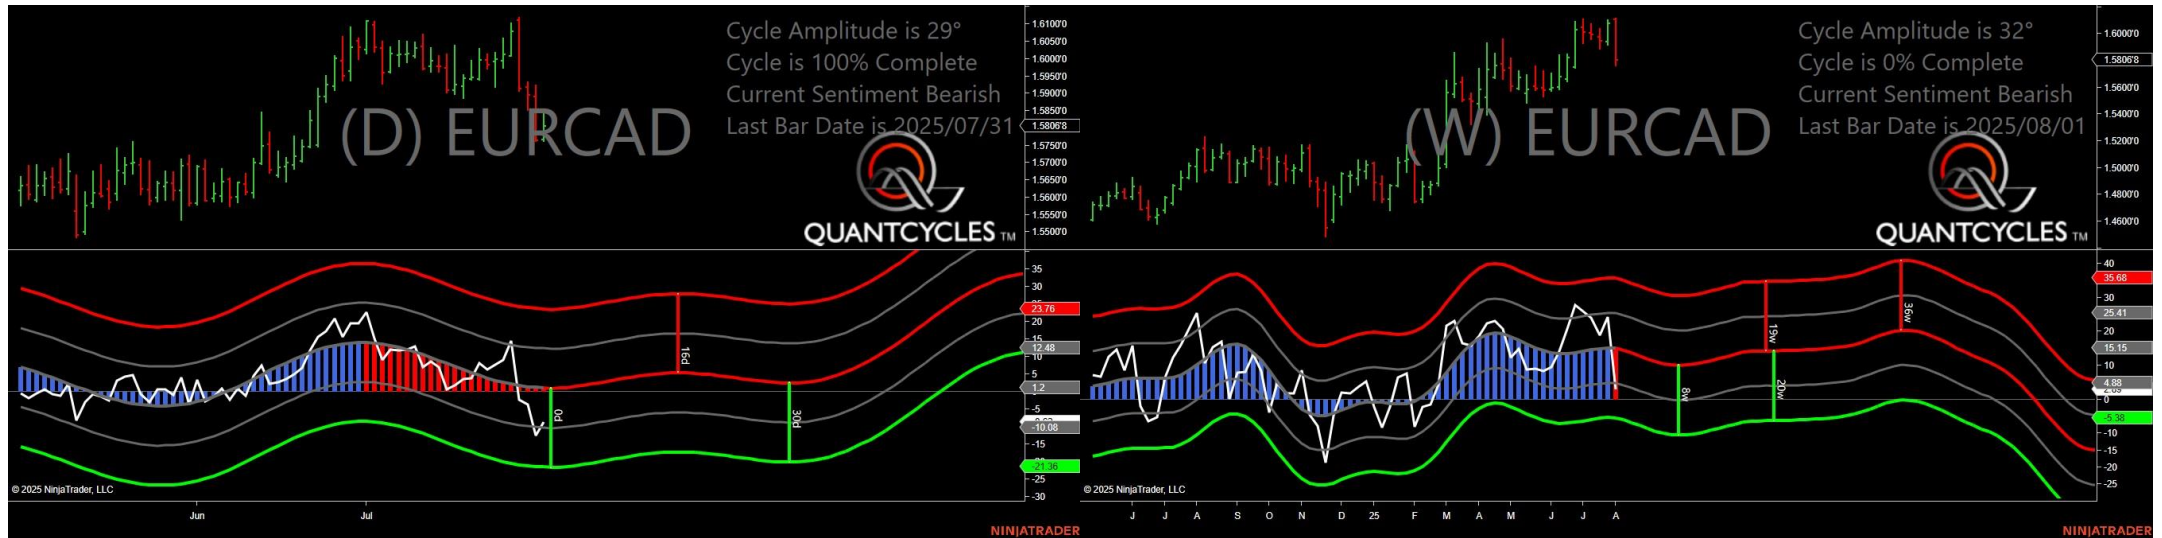 Cycle Amplitude is 29°
Cycle is 100% Complete
Current Sentiment Bearish
Last Bar Date is 2025/07/31
(D) EURCAD
QUANTCYCLES TM
1.6100'0
1.6050'0
1.6000'0
1.5950'0
1.5900'0
1.5850'0
1.5806'8
1.5750'0
1.5700'0
1.5650'0
1.5600'0
1.5550'0
1.5500'0
35
30
23.76
20
15
12.48
10
5
1.2
-5
-10.08
-15
-21.36
-25
-30
16d
0d
30d
© 2025 NinjaTrader, LLC
Jun
Jul
NINJATRADER
Cycle Amplitude is 32°
Cycle is 0% Complete
Current Sentiment Bearish
Last Bar Date is 2025/08/01
(W) EURCAD
QUANTCYCLES TM
1.6000'0
1.5806'8
1.5600'0
1.5400'0
1.5200'0
1.5000'0
1.4800'0
1.4600'0
40
35.68
30
25.41
20
15.15
10
4.88
0
-5.38
-10
-15
-20
-25
8w
19w
20w
36w
© 2025 NinjaTrader, LLC
J J A S O N D 25 F M A M J J A
NINJATRADER